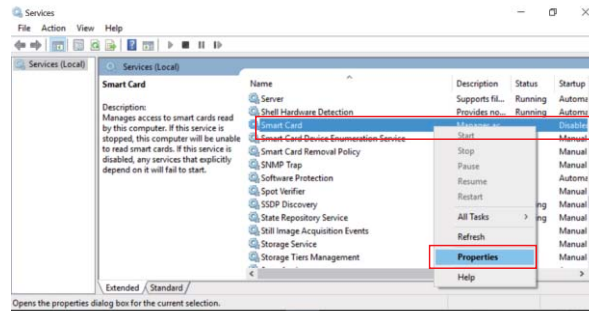 Services
File Action View Help
Services (Local)
Services (Local)
Smart Card
Description:
Manages access to smart cards read
by this computer. If this service is
stopped, this computer will be unable
to read smart cards. If this service is
disabled, any services that explicitly
depend on it will fail to start.
Name Description Status Startup
Server Supports fil... Running Automa
Shell Hardware Detection Provides no... Running Automa
Smart Card Manages ac... Disabled
Smart Card Device Enumeration Service Manual
Smart Card Removal Policy Manual
SNMP Trap Manual
Software Protection Automa
Spot Verifier Manual
SSDP Discovery ng Manual
State Repository Service ng Manual
Still Image Acquisition Events Manual
Storage Service Manual
Storage Tiers Management Manual
Start
Stop
Pause
Resume
Restart
All Tasks >
Refresh
Properties
Help
Extended Standard
Opens the properties dialog box for the current selection.